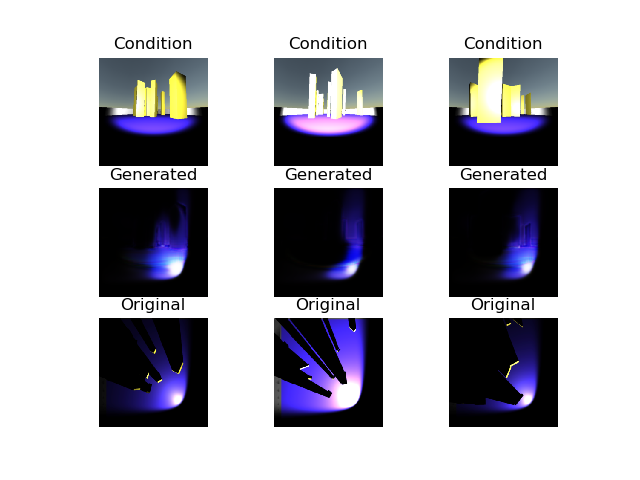 Condition Condition Condition
Generated Generated Generated
Original Original Original